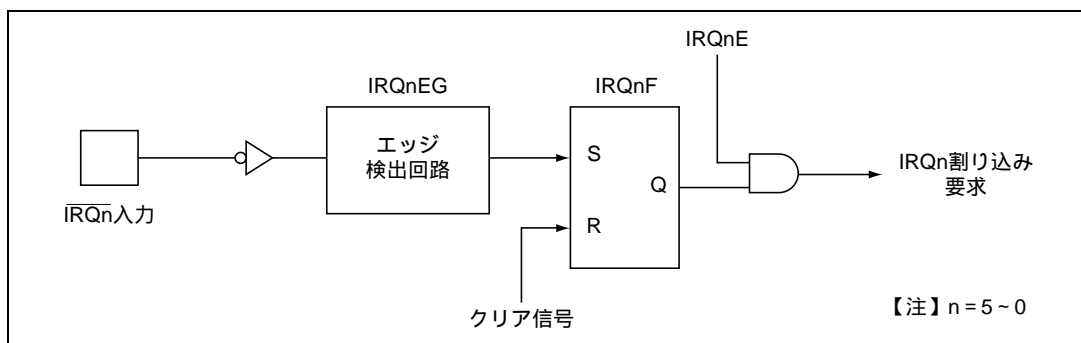 IRQnE
IRQnEG
IRQnF
エッジ
検出回路
S
Q
R
IRQn入力
IRQn割り込み
要求
クリア信号
【注】n = 5 ~ 0